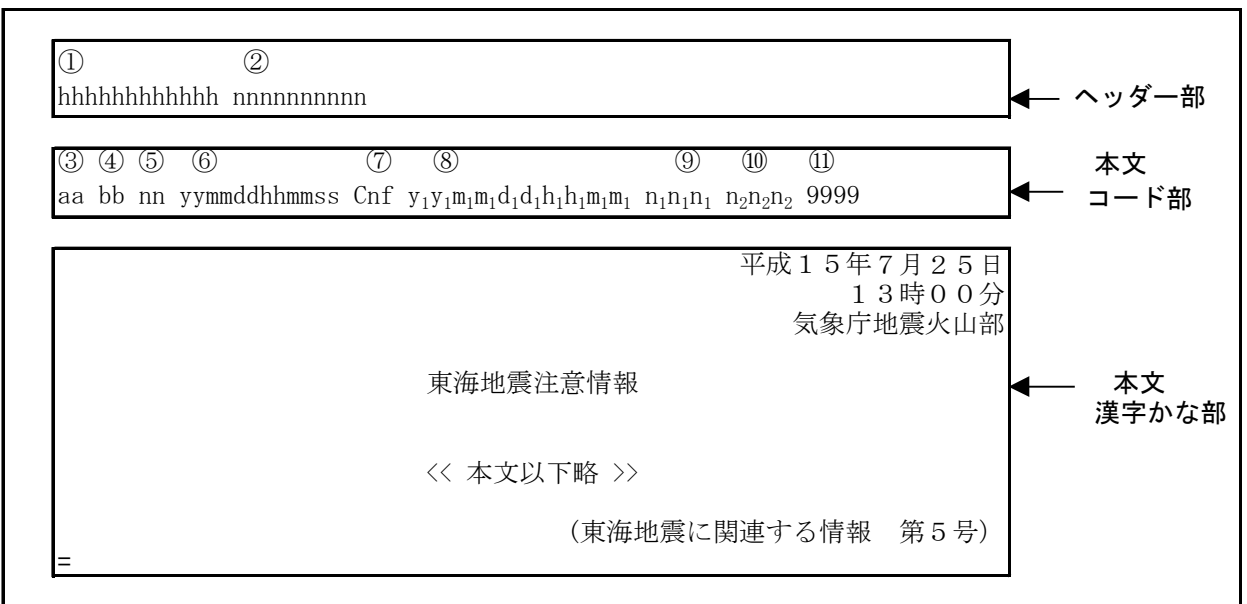 ① ②
hhhhhhhhhhhh nnnnnnnnnn
ヘッダー部
③ ④ ⑤ ⑥ ⑦ ⑧ ⑨ ⑩ ⑪
aa bb nn yymmddhhmmss Cnf y₁y₁m₁m₁d₁d₁h₁h₁m₁m₁ n₁n₁n₁ n₂n₂n₂ 9999
本文
コード部
平成15年7月25日
13時00分
気象庁地震火山部
東海地震注意情報
本文
漢字かな部
<< 本文以下略 >>
(東海地震に関連する情報 第5号)
=